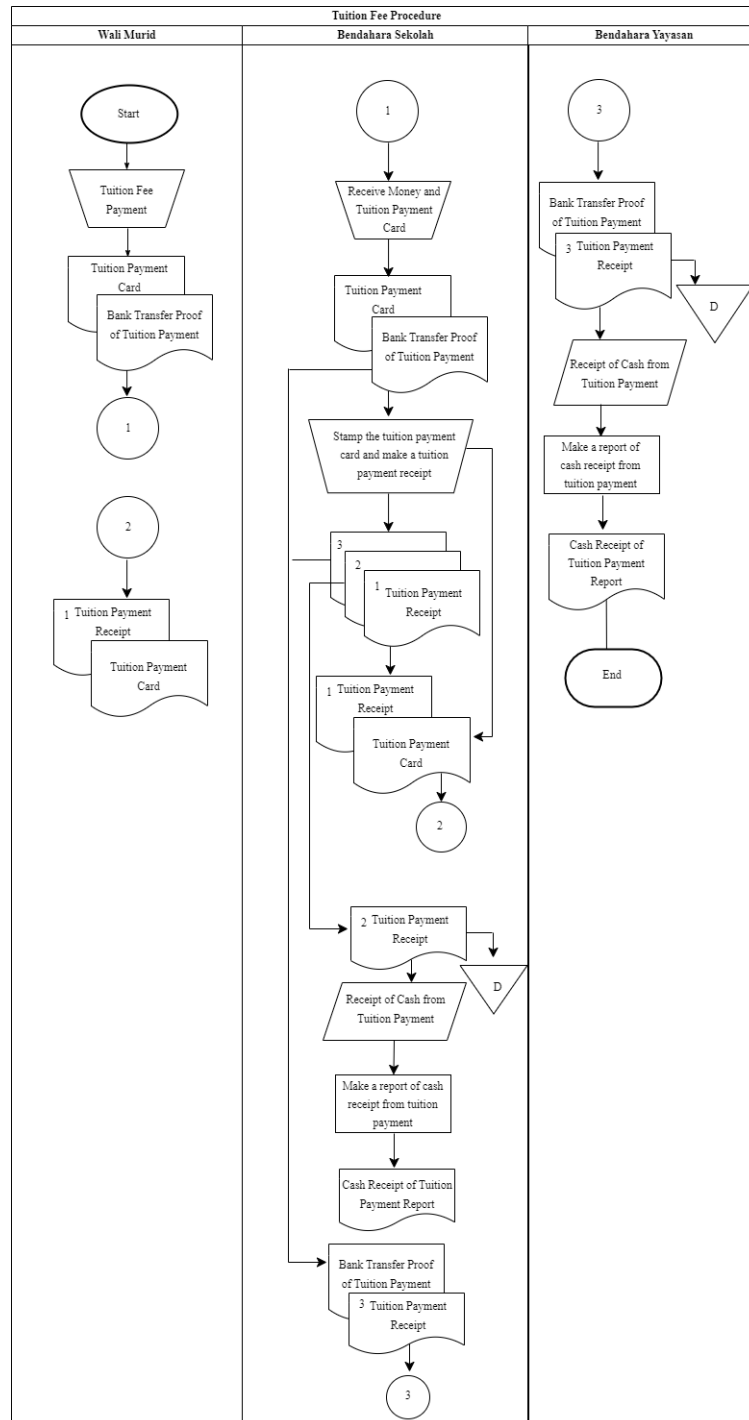 Tuition Fee Procedure
Wali Murid
Bendahara Sekolah
Bendahara Yayasan
Start
Tuition Fee
Payment
Tuition Payment
Card
Bank Transfer Proof
of Tuition Payment
1
2
1 Tuition Payment
Receipt
Tuition Payment
Card
1
Receive Money and
Tuition Payment
Card
Tuition Payment
Card
Bank Transfer Proof
of Tuition Payment
Stamp the tuition payment
card and make a tuition
payment receipt
3
2
1 Tuition Payment
Receipt
1 Tuition Payment
Receipt
Tuition Payment
Card
2
2 Tuition Payment
Receipt
D
Receipt of Cash from
Tuition Payment
Make a report of cash
receipt from tuition
payment
Cash Receipt of Tuition
Payment Report
Bank Transfer Proof
of Tuition Payment
3 Tuition Payment
Receipt
3
3
Bank Transfer Proof
of Tuition Payment
3 Tuition Payment
Receipt
D
Receipt of Cash from
Tuition Payment
Make a report of
cash receipt from
tuition payment
Cash Receipt of
Tuition Payment
Report
End